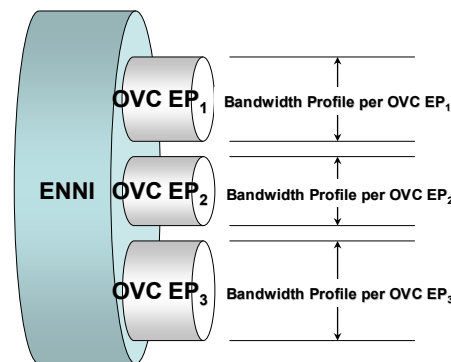 OVC EP1
Bandwidth Profile per OVC EP1
ENNI
OVC EP2
Bandwidth Profile per OVC EP2
OVC EP3
Bandwidth Profile per OVC EP3